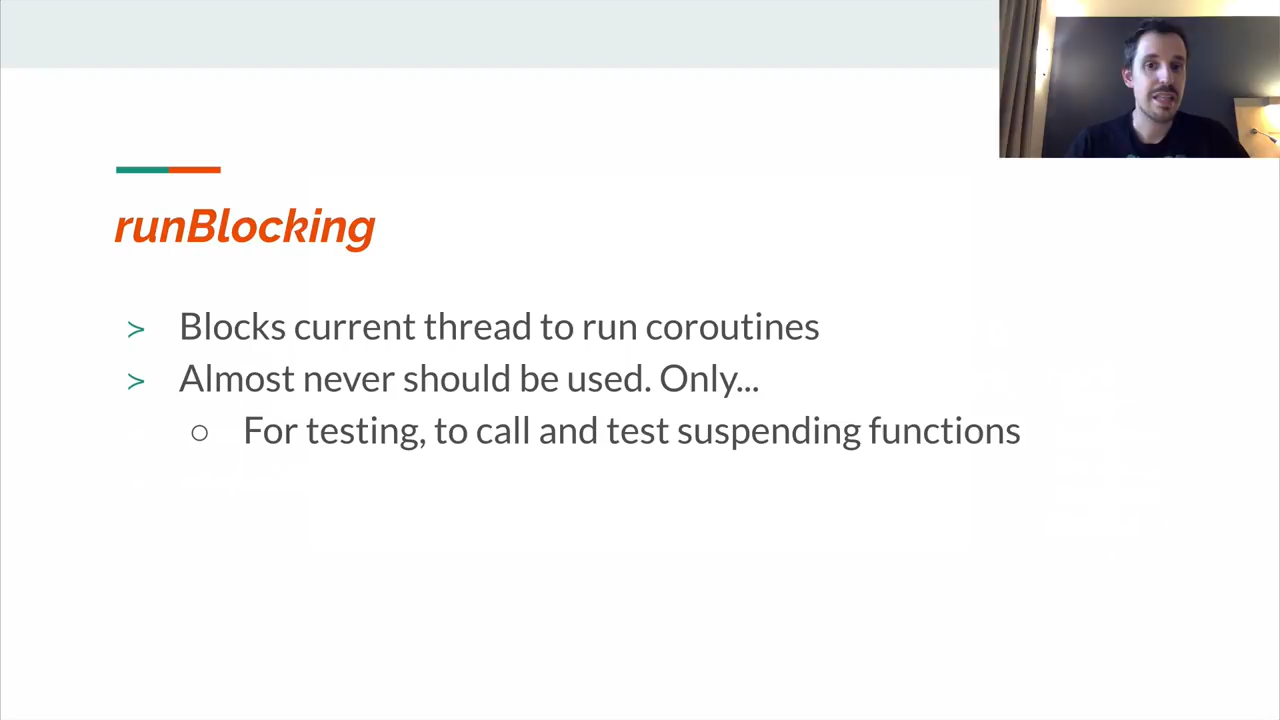 runBlocking
≻ Blocks current thread to run coroutines
≻ Almost never should be used. Only...
○ For testing, to call and test suspending functions